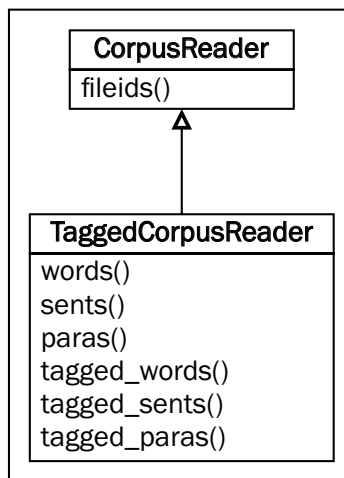 CorpusReader
fileids()
TaggedCorpusReader
words()
sents()
paras()
tagged_words()
tagged_sents()
tagged_paras()